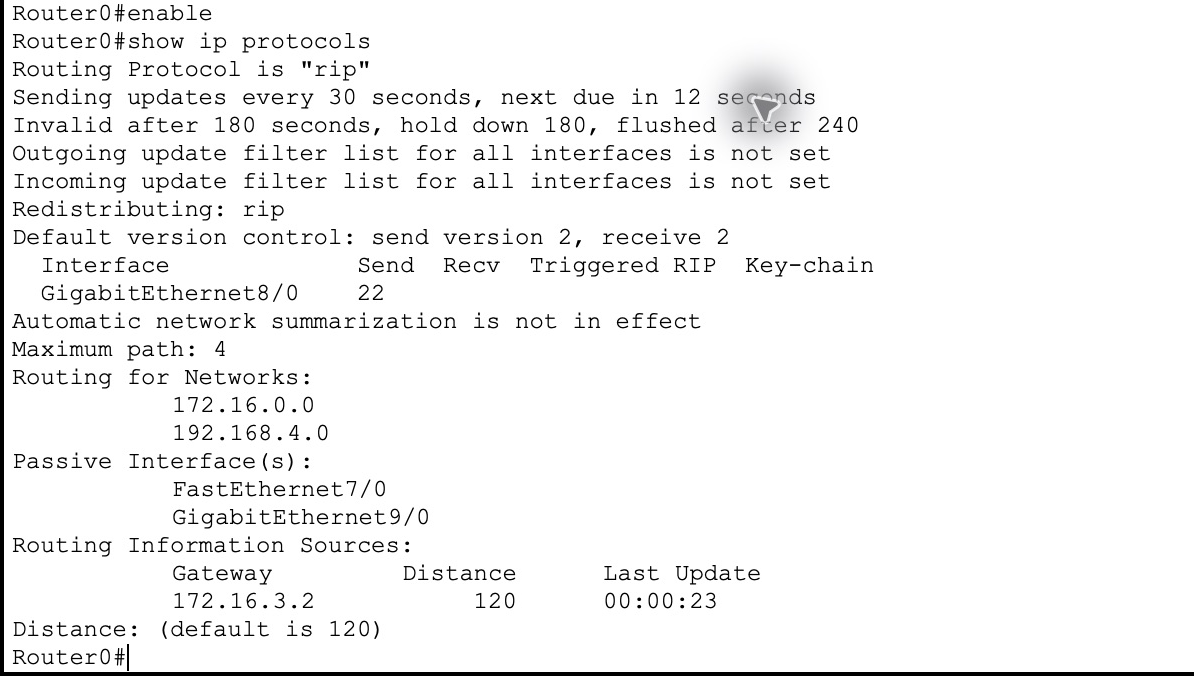 Router0#enable
Router0#show ip protocols
Routing Protocol is "rip"
Sending updates every 30 seconds, next due in 12 seconds
Invalid after 180 seconds, hold down 180, flushed after 240
Outgoing update filter list for all interfaces is not set
Incoming update filter list for all interfaces is not set
Redistributing: rip
Default version control: send version 2, receive 2
  Interface             Send  Recv  Triggered RIP  Key-chain
  GigabitEthernet8/0    22
Automatic network summarization is not in effect
Maximum path: 4
Routing for Networks:
           172.16.0.0
           192.168.4.0
Passive Interface(s):
           FastEthernet7/0
           GigabitEthernet9/0
Routing Information Sources:
           Gateway         Distance      Last Update
           172.16.3.2           120      00:00:23
Distance: (default is 120)
Router0#